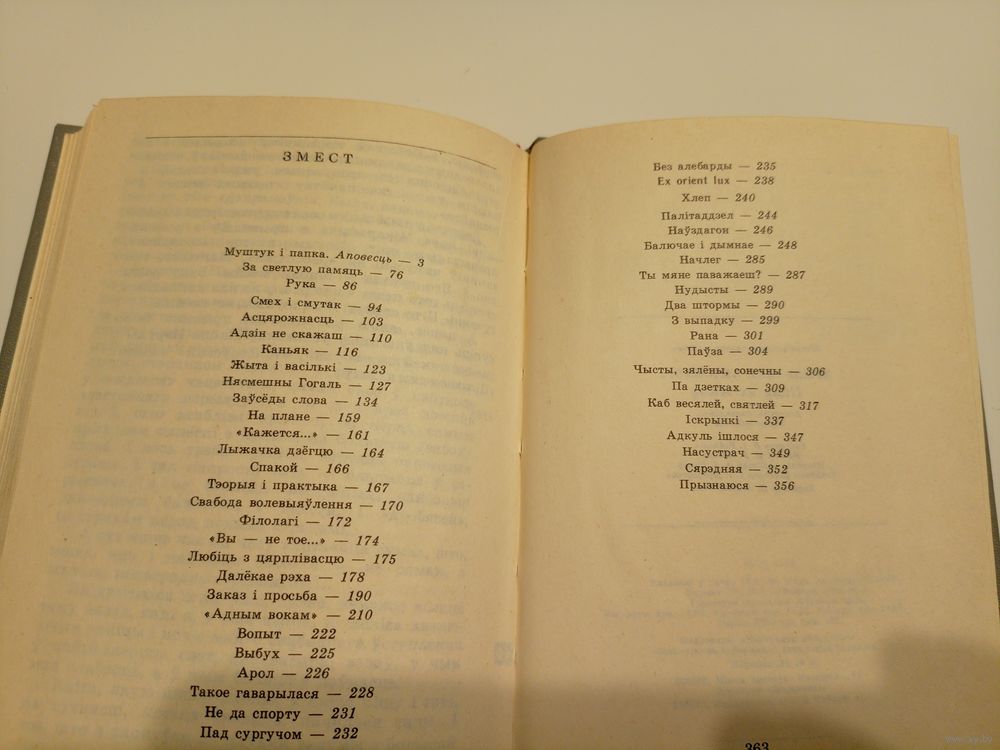 ЗМЕСТ
Муштук і папка. Аповесць — 3
За светлую памяць — 76
Рука — 86
Смех і смутак — 94
Асцярожнасць — 103
Адзін не скажаш — 110
Каньяк — 116
Жыта і васількі — 123
Нясмешны Гогаль — 127
Заўсёды слова — 134
На плане — 159
«Кажется...» — 161
Лыжачка дзёгцю — 164
Спакой — 166
Тэорыя і практыка — 167
Свабода волевыяўлення — 170
Філолагі — 172
«Вы — не тое...» — 174
Любіць з цярплівасцю — 175
Далёкае рэха — 178
Заказ і просьба — 190
«Адным вокам» — 210
Вопыт — 222
Выбух — 225
Арол — 226
Такое гаварылася — 228
Не да спорту — 231
Пад сургучом — 232
Без алебарды — 235
Ex orient lux — 238
Хлеп — 240
Палітаддзел — 244
Наўздагон — 246
Балючае і дымнае — 248
Начлег — 285
Ты мяне паважаеш? — 287
Нудысты — 289
Два штормы — 290
З выпадку — 299
Рана — 301
Паўза — 304
Чысты, зялёны, сонечны — 306
Па дзетках — 309
Каб весялей, святлей — 317
Іскрынкі — 337
Адкуль ішлося — 347
Насустрач — 349
Сярэдняя — 352
Прызнаюся — 356
363